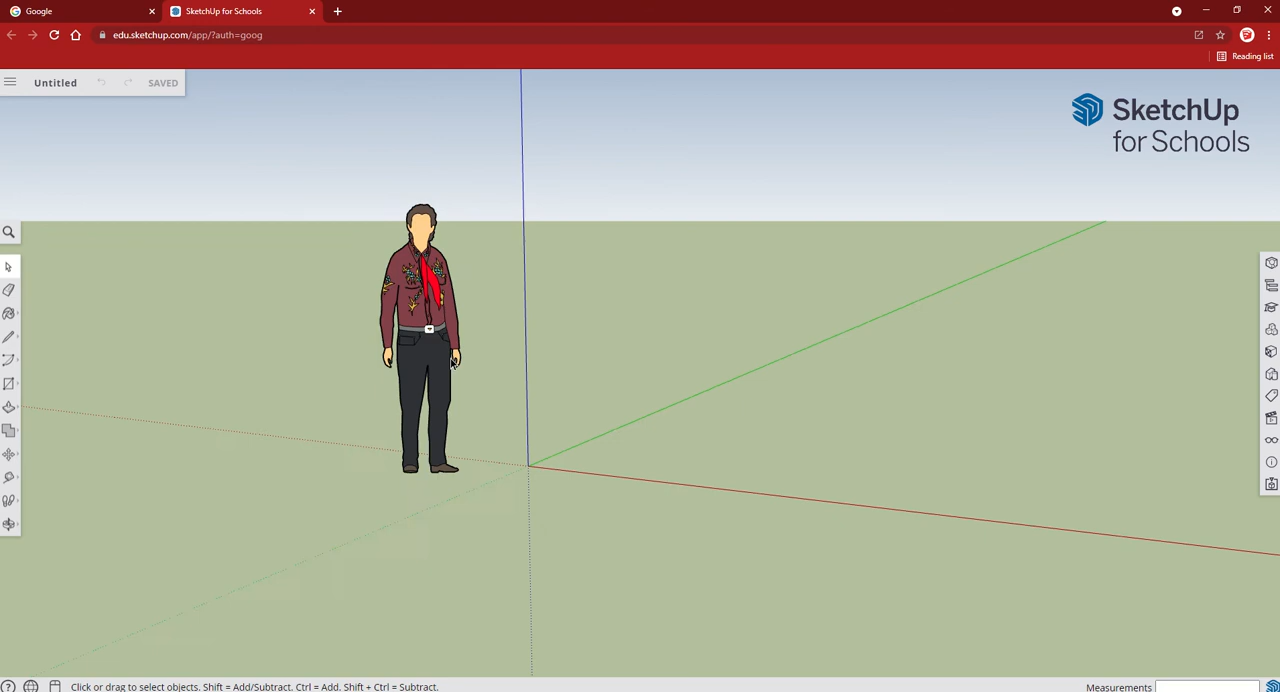 Google
SketchUp for Schools
edu.sketchup.com/app/?auth=goog
Reading list
Untitled
SAVED
SketchUp
for Schools
Click or drag to select objects. Shift = Add/Subtract. Ctrl = Add. Shift + Ctrl = Subtract.
Measurements